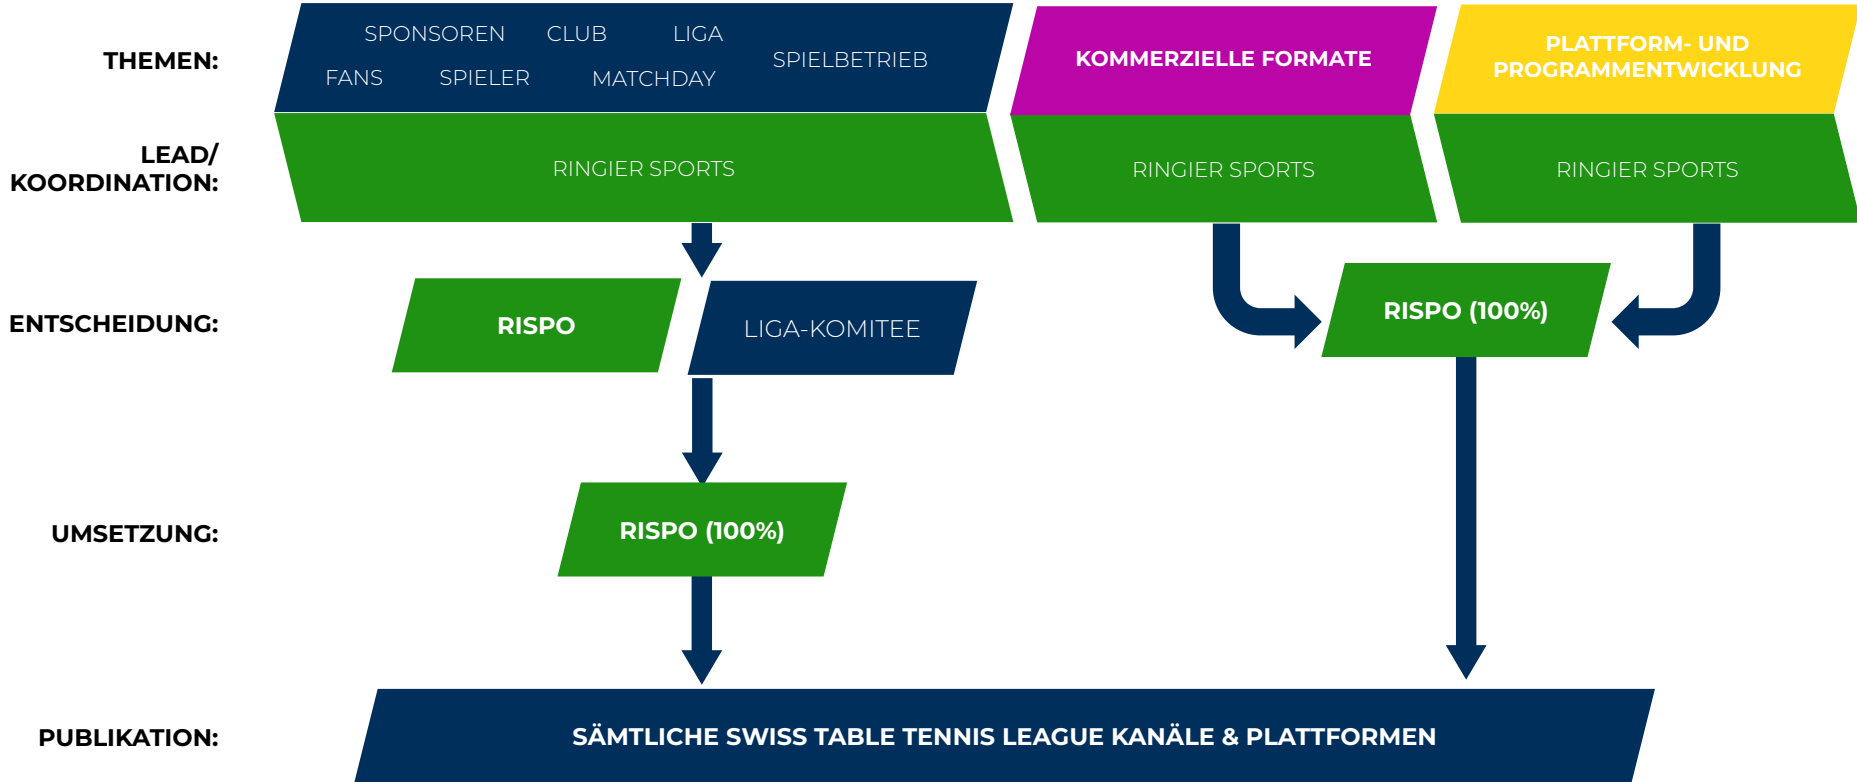 THEMEN:
SPONSOREN CLUB LIGA
SPIELBETRIEB
FANS SPIELER MATCHDAY
KOMMERZIELLE FORMATE
PLATTFORM- UND
PROGRAMMENTWICKLUNG
LEAD/
KOORDINATION:
RINGIER SPORTS
RINGIER SPORTS
RINGIER SPORTS
ENTSCHEIDUNG:
RISPO
LIGA-KOMITEE
RISPO (100%)
UMSETZUNG:
RISPO (100%)
PUBLIKATION:
SÄMTLICHE SWISS TABLE TENNIS LEAGUE KANÄLE & PLATTFORMEN